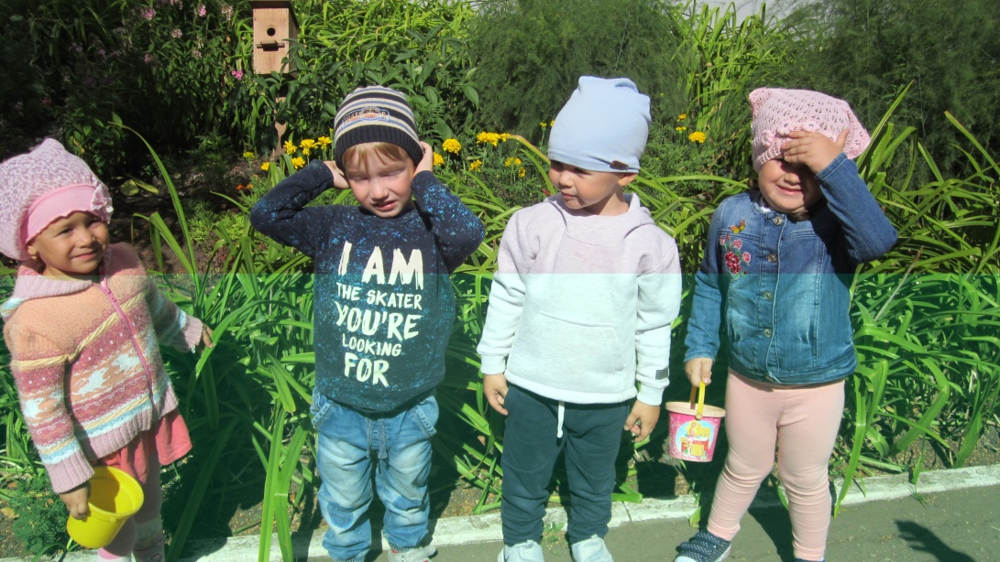 I AM
THE SKATER
YOU'RE
LOOKING
FOR